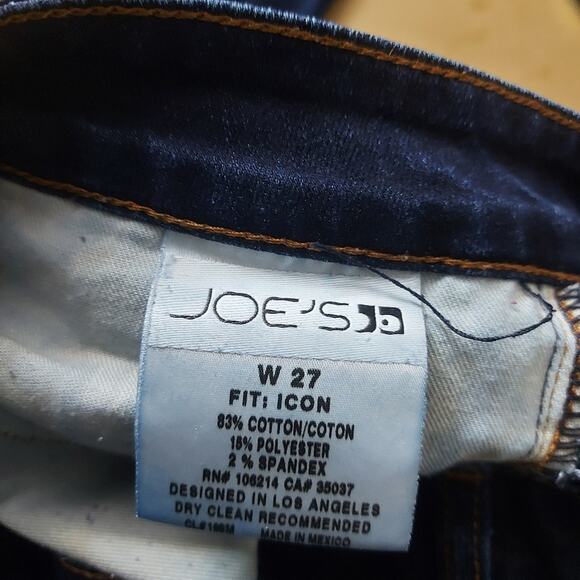 JOE'S
W 27
FIT: ICON
83% COTTON/COTON
15% POLYESTER
2 % SPANDEX
RN# 106214 CA# 35037
DESIGNED IN LOS ANGELES
DRY CLEAN RECOMMENDED
MADE IN MEXICO